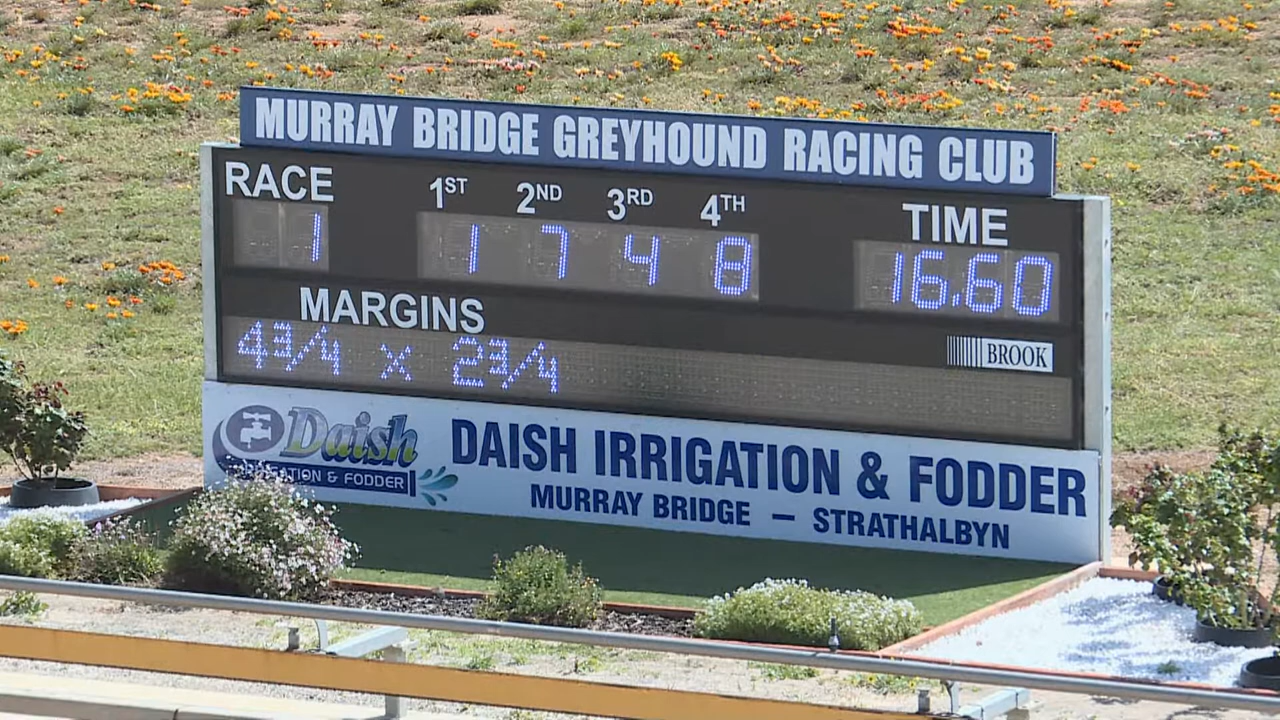 MURRAY BRIDGE GREYHOUND RACING CLUB
RACE 1ST 2ND 3RD 4TH TIME
1 1 7 4 8 16.60
MARGINS
4 3/4 x 2 3/4
BROOK
Daish
IRRIGATION & FODDER
DAISH IRRIGATION & FODDER
MURRAY BRIDGE – STRATHALBYN